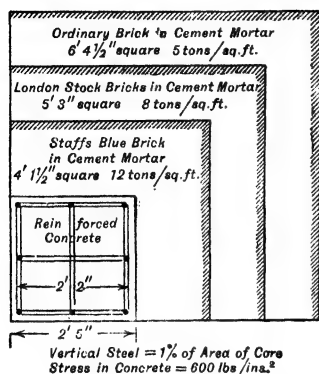 Ordinary Brick in Cement Mortar
6' 4½" square 5 tons/sq.ft.
London Stock Bricks in Cement Mortar
5' 3" square 8 tons/sq.ft.
Staffs Blue Brick
in Cement Mortar
4' 1½" square 12 tons/sq.ft.
Reinforced
Concrete
2' 2"
2' 5"
Vertical Steel = 1% of Area of Core
Stress in Concrete = 600 lbs/ins.²